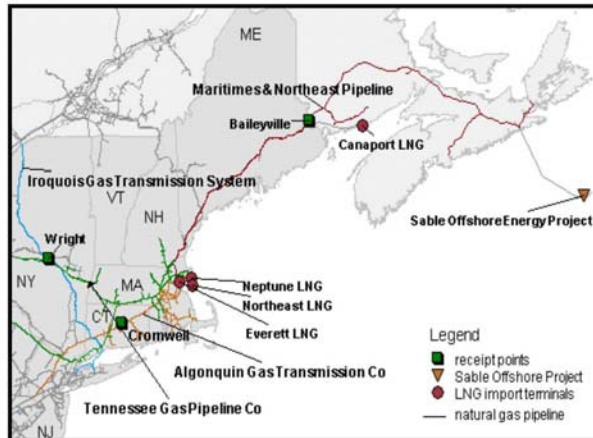 ME
Maritimes & Northeast Pipeline
Baileyville
Canaport LNG
Iroquois Gas Transmission System
VT
NH
Sable Offshore Energy Project
Wright
NY
MA
Neptune LNG
Northeast LNG
CT
Everett LNG
Cromwell
Algonquin Gas Transmission Co
Tennessee Gas Pipeline Co
NJ
Legend
receipt points
Sable Offshore Project
LNG import terminals
natural gas pipeline